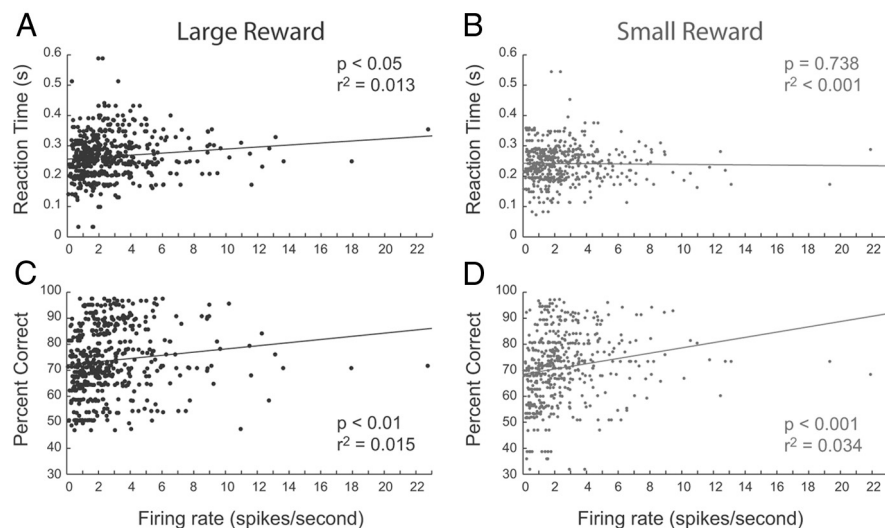 A
Large Reward
Reaction Time (s)
0.6
0.5
0.4
0.3
0.2
0.1
0
p < 0.05
r² = 0.013
0 2 4 6 8 10 12 14 16 18 20 22
B
Small Reward
Reaction Time (s)
0.6
0.5
0.4
0.3
0.2
0.1
0
p = 0.738
r² < 0.001
0 2 4 6 8 10 12 14 16 18 20 22
C
Percent Correct
100
90
80
70
60
50
40
30
p < 0.01
r² = 0.015
0 2 4 6 8 10 12 14 16 18 20 22
Firing rate (spikes/second)
D
Percent Correct
100
90
80
70
60
50
40
30
p < 0.001
r² = 0.034
0 2 4 6 8 10 12 14 16 18 20 22
Firing rate (spikes/second)